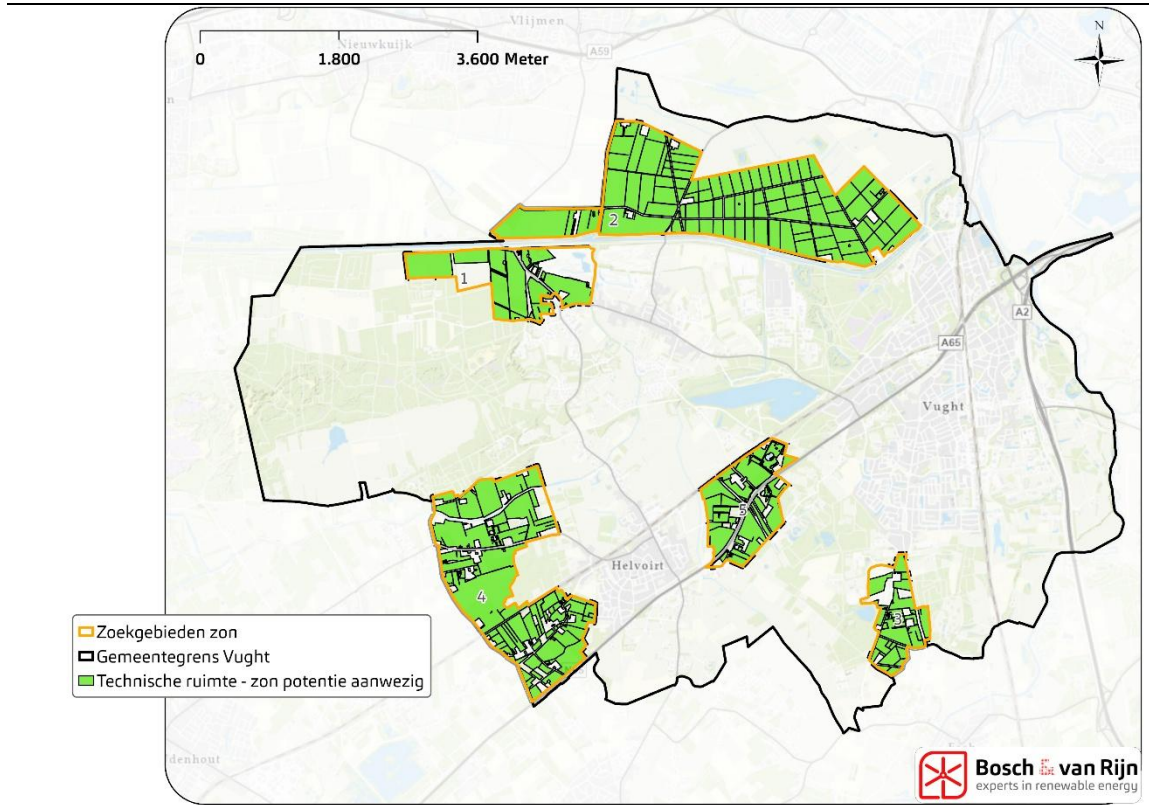 Vlijmen
Nieuwkuijk
A59
N
0 1.800 3.600 Meter
2
1
A2
A65
Vught
5
Helvoirt
4
3
Zoekgebieden zon
Gemeentegrens Vught
Technische ruimte - zon potentie aanwezig
denhout
Bosch & van Rijn
experts in renewable energy